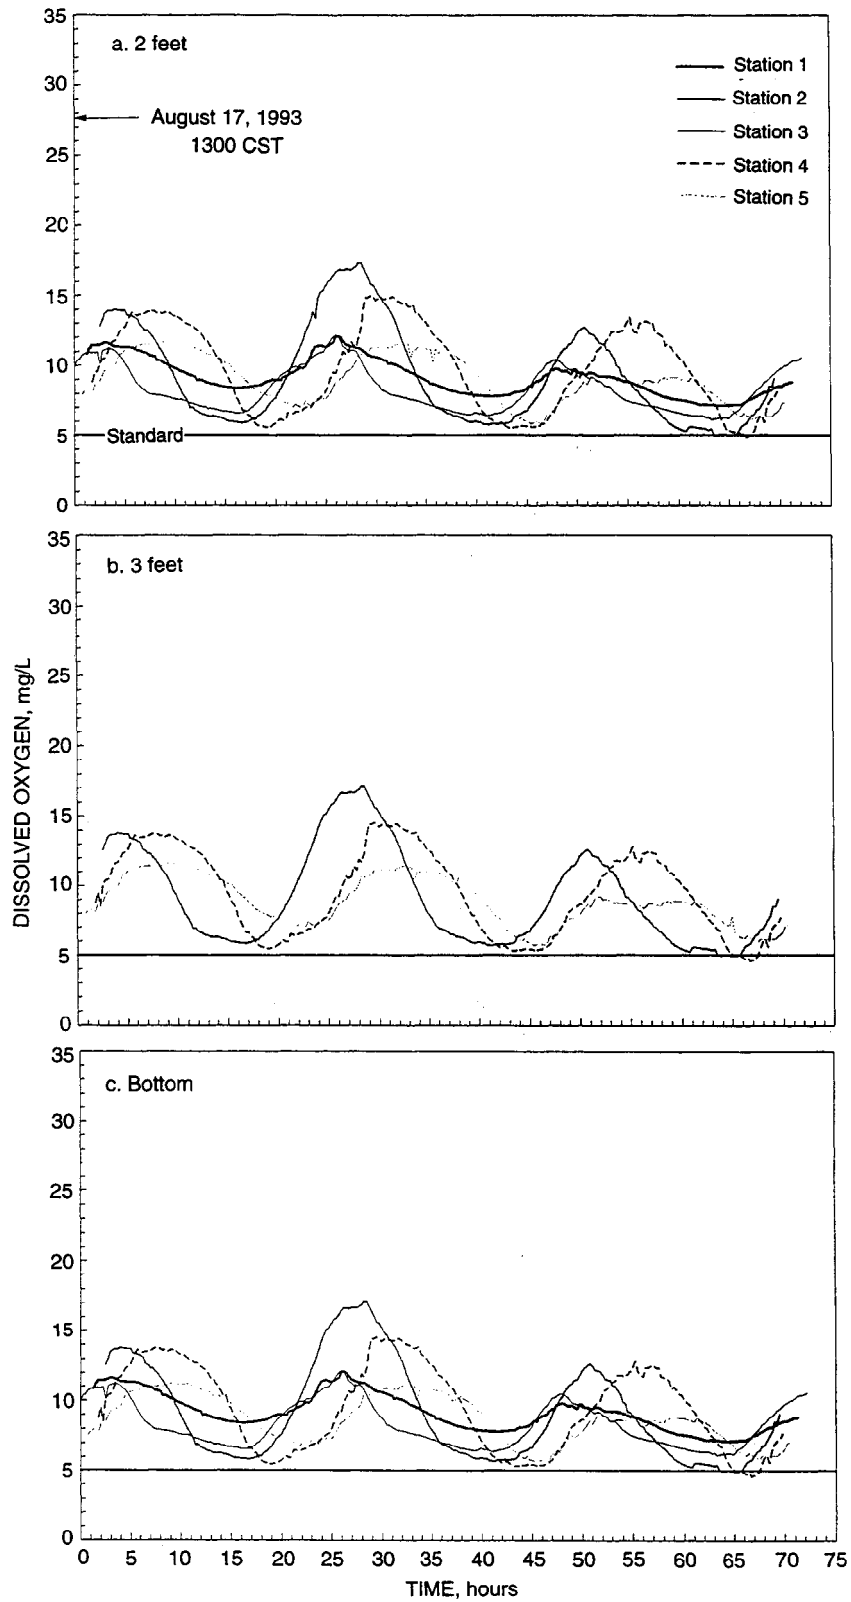 35
a. 2 feet
30
Station 1
Station 2
August 17, 1993
Station 3
1300 CST
25
Station 4
Station 5
20
15
10
5
Standard
0
35
b. 3 feet
30
25
20
15
10
5
0
DISSOLVED OXYGEN, mg/L
35
c. Bottom
30
25
20
15
10
5
0
0 5 10 15 20 25 30 35 40 45 50 55 60 65 70 75
TIME, hours